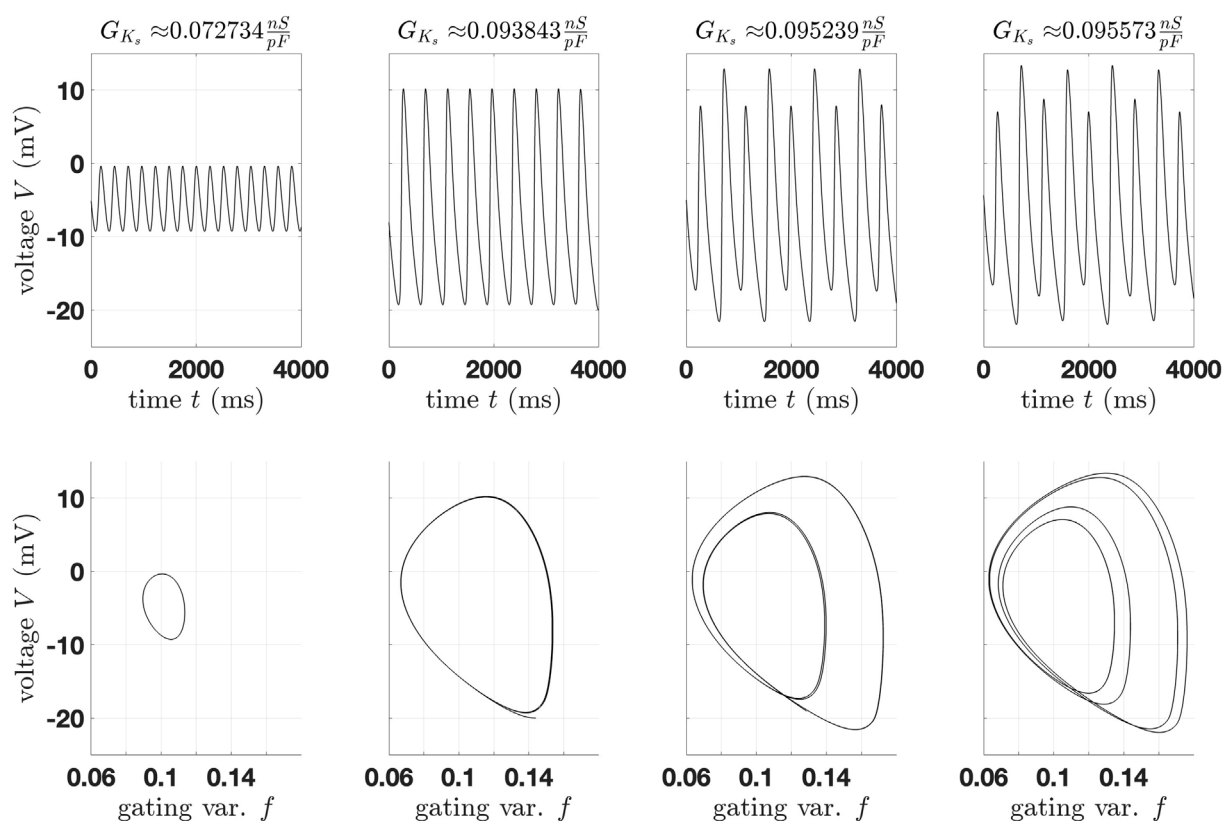 G_{K_s} ≈0.072734 nS/pF
G_{K_s} ≈0.093843 nS/pF
G_{K_s} ≈0.095239 nS/pF
G_{K_s} ≈0.095573 nS/pF
voltage V (mV)
10
0
-10
-20
0 2000 4000
0 2000 4000
0 2000 4000
0 2000 4000
time t (ms)
time t (ms)
time t (ms)
time t (ms)
voltage V (mV)
10
0
-10
-20
0.06 0.1 0.14
0.06 0.1 0.14
0.06 0.1 0.14
0.06 0.1 0.14
gating var. f
gating var. f
gating var. f
gating var. f